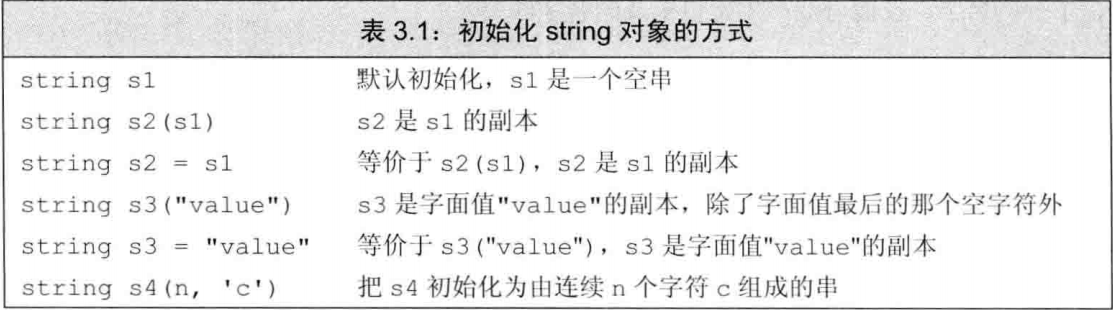 表 3.1：初始化 string 对象的方式
string s1 默认初始化，s1 是一个空串
string s2(s1) s2 是 s1 的副本
string s2 = s1 等价于 s2(s1)，s2 是 s1 的副本
string s3("value") s3 是字面值"value"的副本，除了字面值最后的那个空字符外
string s3 = "value" 等价于 s3("value")，s3 是字面值"value"的副本
string s4(n, 'c') 把 s4 初始化为由连续 n 个字符 c 组成的串